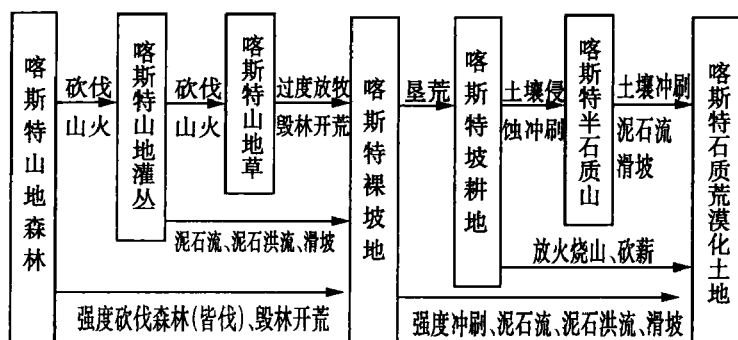 喀斯特山地森林
砍伐
山火
喀斯特山地灌丛
砍伐
山火
喀斯特山地草
过度放牧
毁林开荒
喀斯特裸坡地
垦荒
喀斯特坡耕地
土壤侵
蚀冲刷
喀斯特半石质山
土壤冲刷
泥石流
滑坡
喀斯特石质荒漠化土地
泥石流、泥石洪流、滑坡
放火烧山、砍薪
强度砍伐森林(皆伐)、毁林开荒
强度冲刷、泥石流、泥石洪流、滑坡